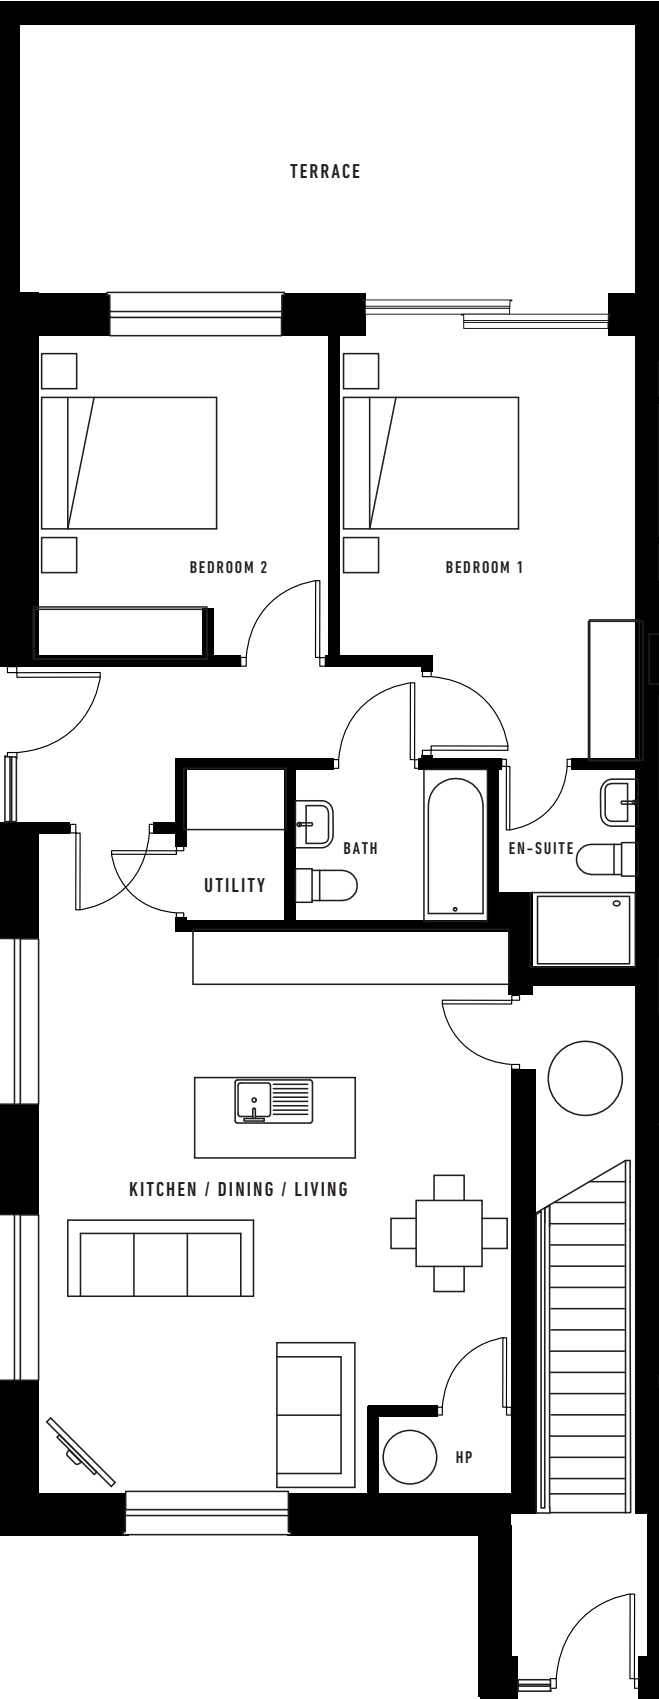 TERRACE
BEDROOM 2
BEDROOM 1
BATH
EN-SUITE
UTILITY
KITCHEN / DINING / LIVING
HP